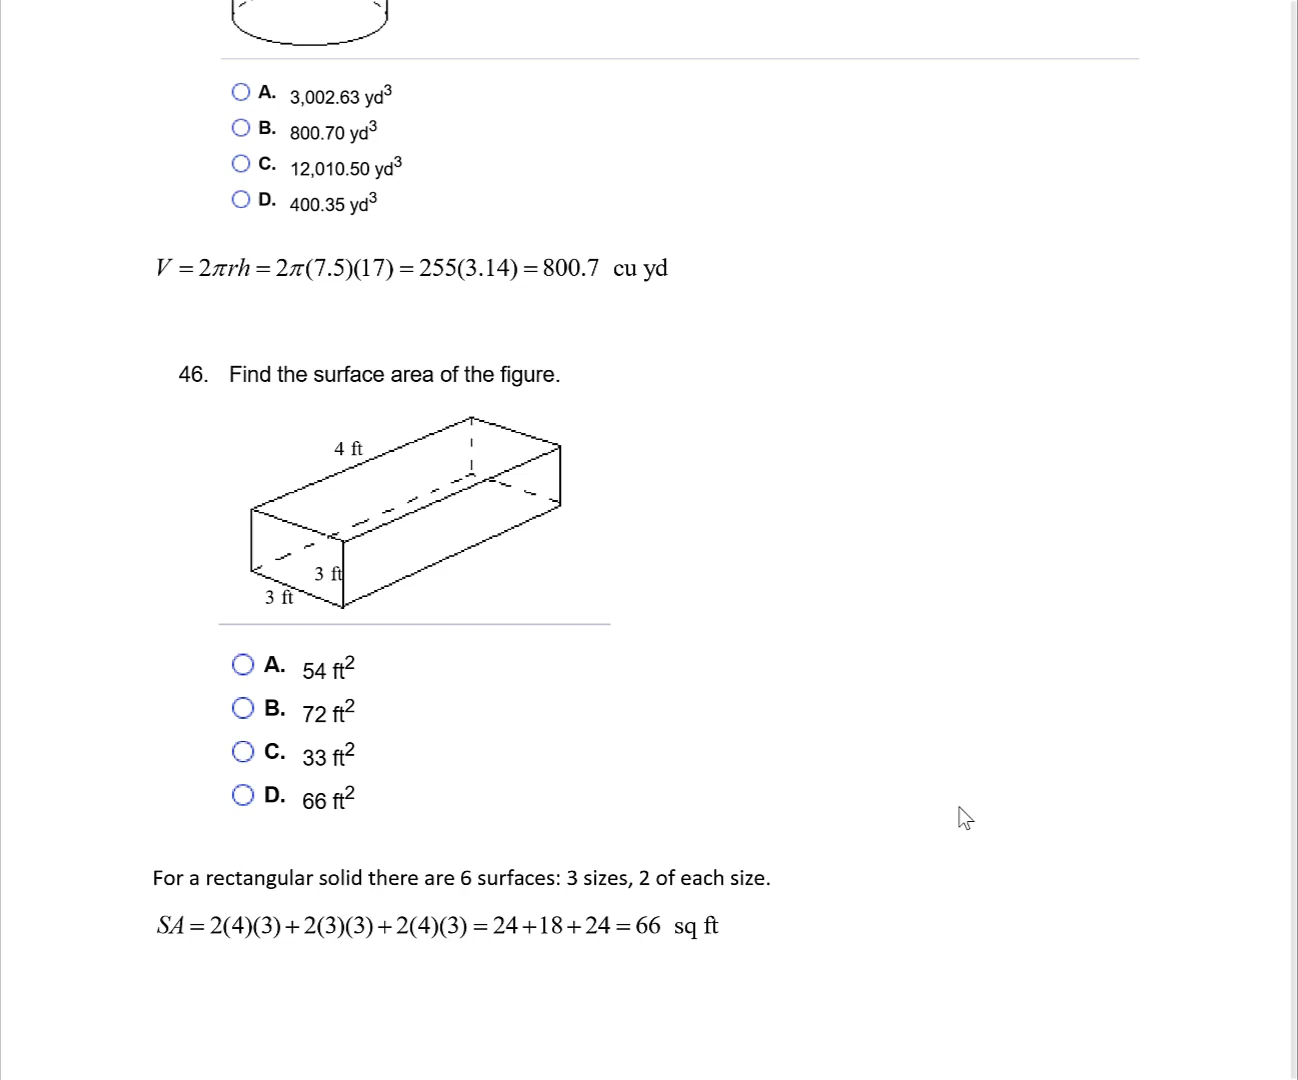 A. 3,002.63 yd³
B. 800.70 yd³
C. 12,010.50 yd³
D. 400.35 yd³
V = 2πrh = 2π(7.5)(17) = 255(3.14) = 800.7 cu yd
46. Find the surface area of the figure.
4 ft
3 ft
3 ft
A. 54 ft²
B. 72 ft²
C. 33 ft²
D. 66 ft²
For a rectangular solid there are 6 surfaces: 3 sizes, 2 of each size.
SA = 2(4)(3) + 2(3)(3) + 2(4)(3) = 24 + 18 + 24 = 66 sq ft